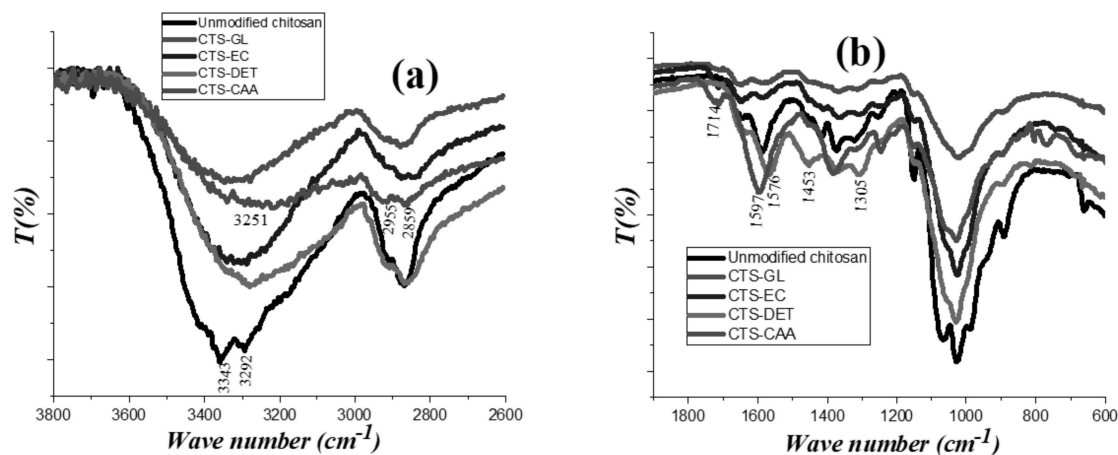 Unmodified chitosan
CTS-GL
CTS-EC
CTS-DET
CTS-CAA
(a)
T(%)
3251
2955
2859
3343
3292
3800 3600 3400 3200 3000 2800 2600
Wave number (cm⁻¹)
(b)
T(%)
1714
1597
1576
1453
1305
Unmodified chitosan
CTS-GL
CTS-EC
CTS-DET
CTS-CAA
1800 1600 1400 1200 1000 800 600
Wave number (cm⁻¹)